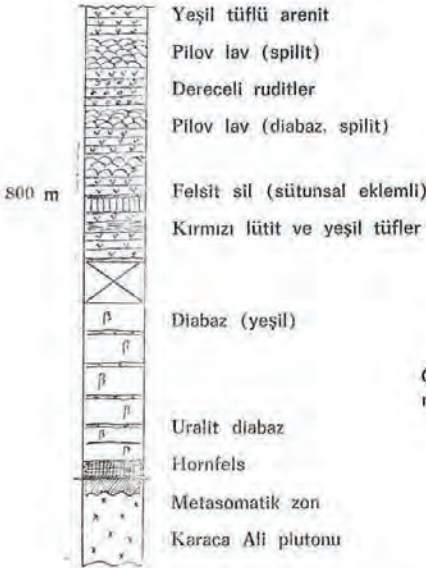 Yeşil tüflü arenit
Pilov lav (spilit)
Dereceli ruditler
Pilov lav (diabaz, spilit)
800 m
Felsit sil (sütunsal eklemli)
Kırmızı lütit ve yeşil tüfler
Diabaz (yeşil)
β
β
β
β
β
Uralit diabaz
Hornfels
Metasomatik zon
Karaca Ali plutonu